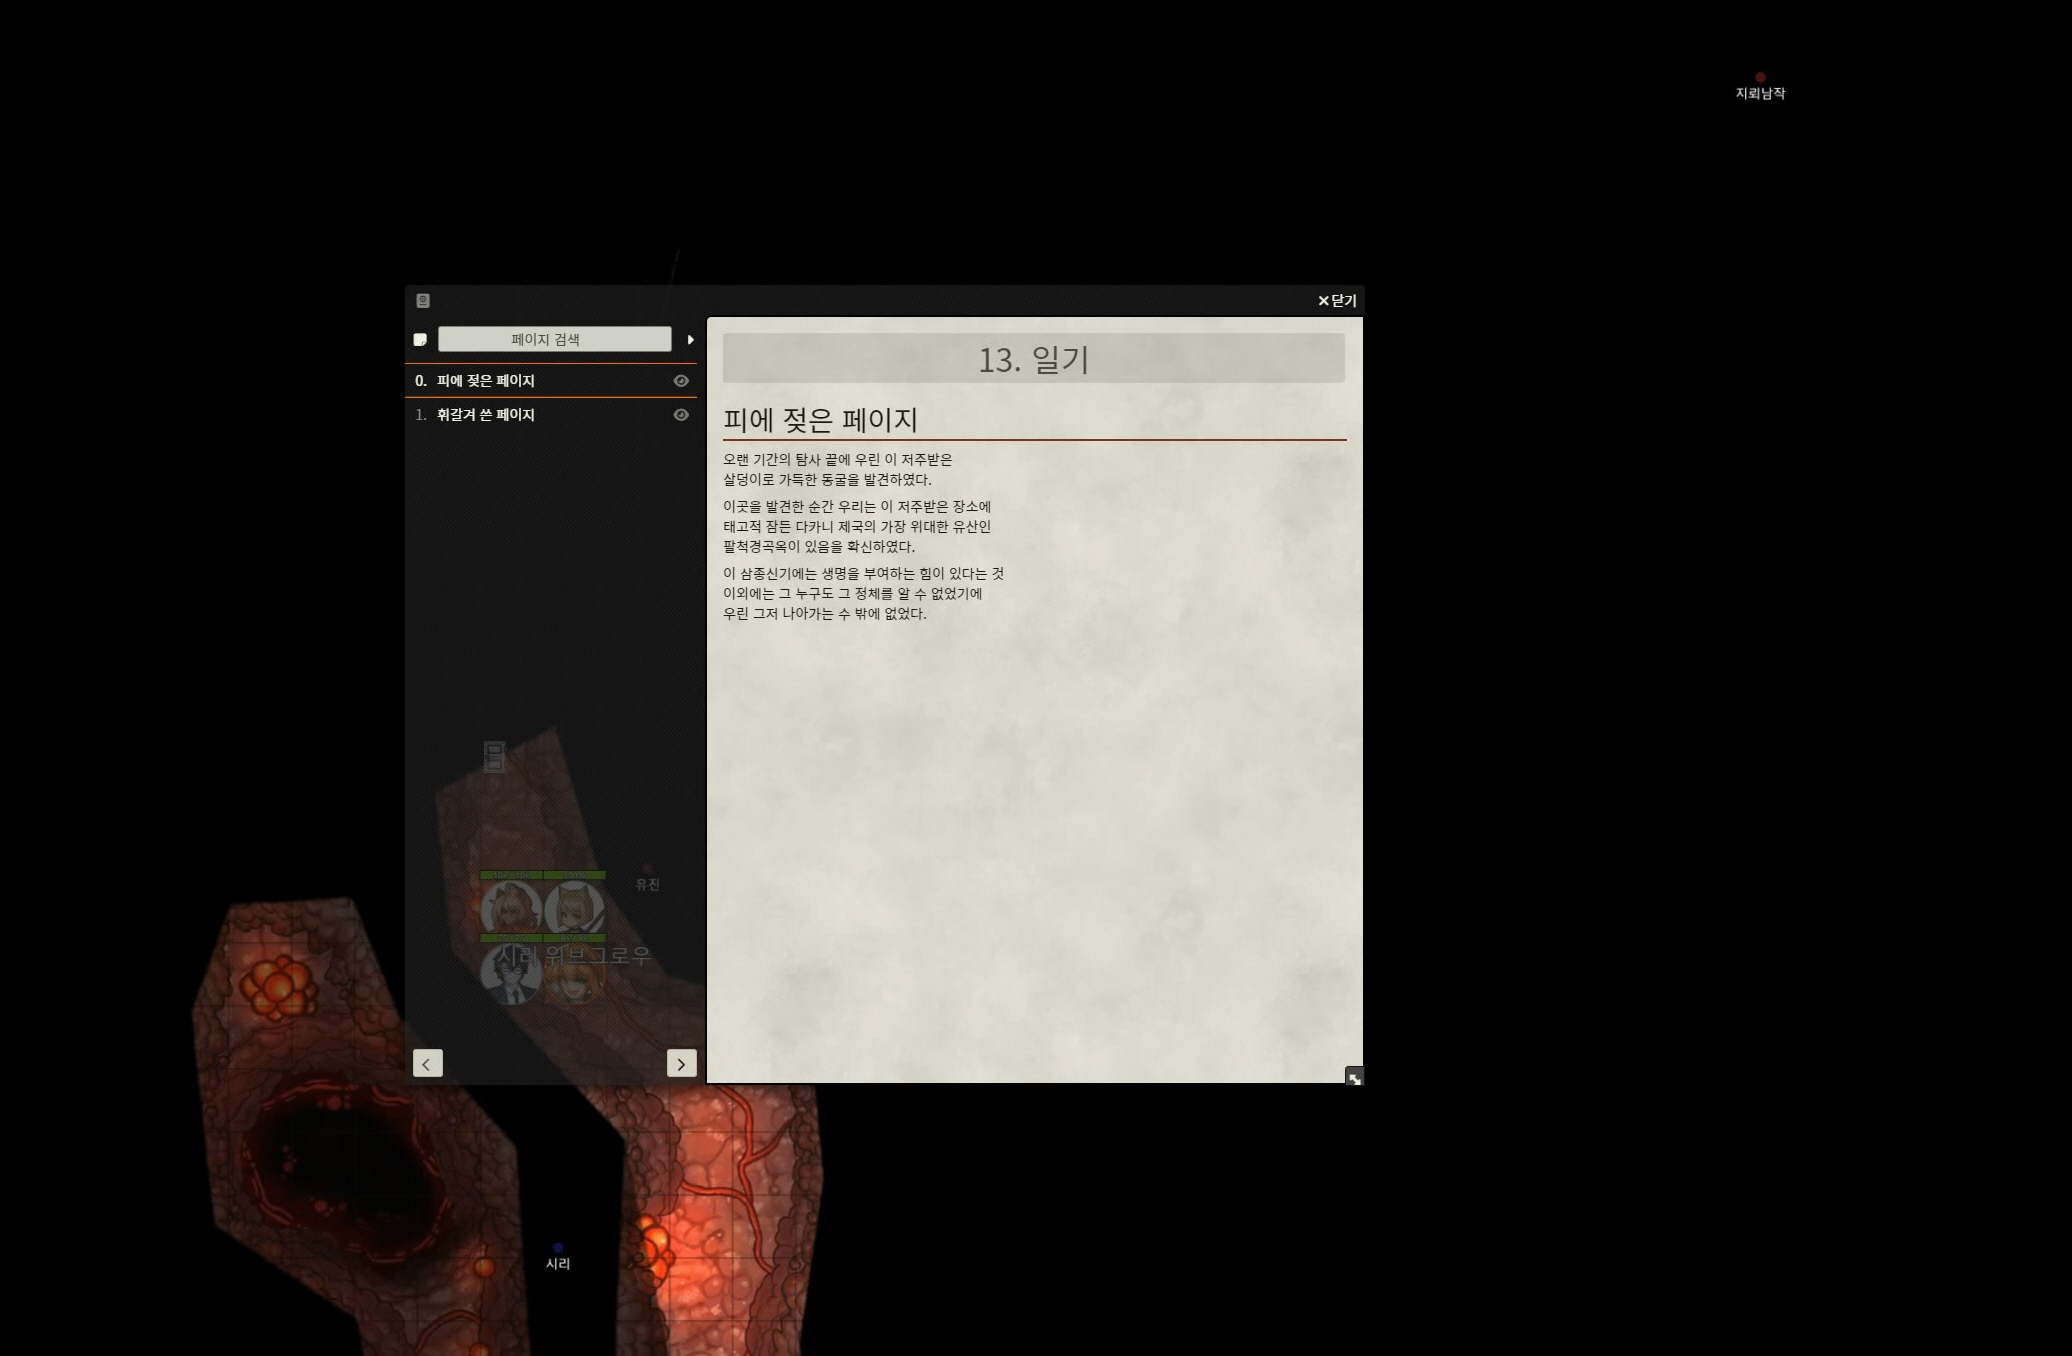 지뢰남작
닫기
페이지 검색
0. 피에 젖은 페이지
1. 휘갈겨 쓴 페이지
13. 일기
피에 젖은 페이지
오랜 기간의 탐사 끝에 우린 이 저주받은
살덩이로 가득한 동굴을 발견하였다.
이곳을 발견한 순간 우리는 이 저주받은 장소에
태고적 잠든 다카니 제국의 가장 위대한 유산인
팔척경곡옥이 있음을 확신하였다.
이 삼종신기에는 생명을 부여하는 힘이 있다는 것
이외에는 그 누구도 그 정체를 알 수 없었기에
우린 그저 나아가는 수 밖에 없었다.
100%
유진
시리 위브그로우
시리